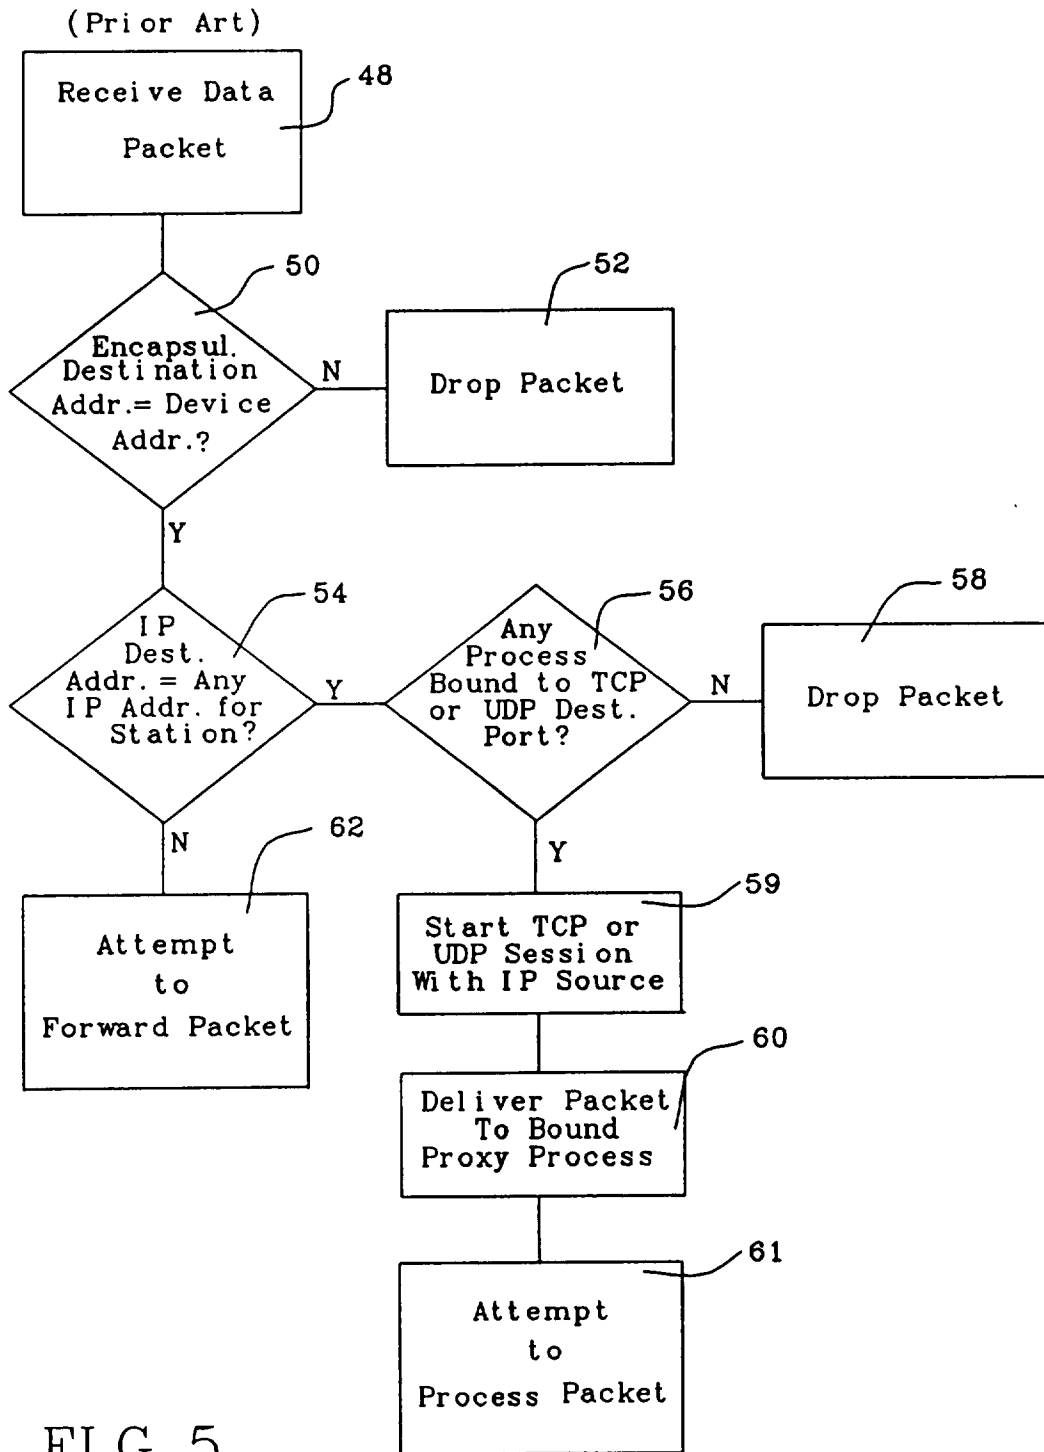 (Prior Art)
Receive Data
Packet
48
50
Encapsul.
Destination
Addr.= Device
Addr.?
N
52
Drop Packet
Y
54
IP
Dest.
Addr. = Any
IP Addr. for
Station?
Y
56
Any
Process
Bound to TCP
or UDP Dest.
Port?
N
58
Drop Packet
N
62
Attempt
to
Forward Packet
Y
59
Start TCP or
UDP Session
With IP Source
60
Deliver Packet
To Bound
Proxy Process
61
Attempt
to
Process Packet
FIG 5